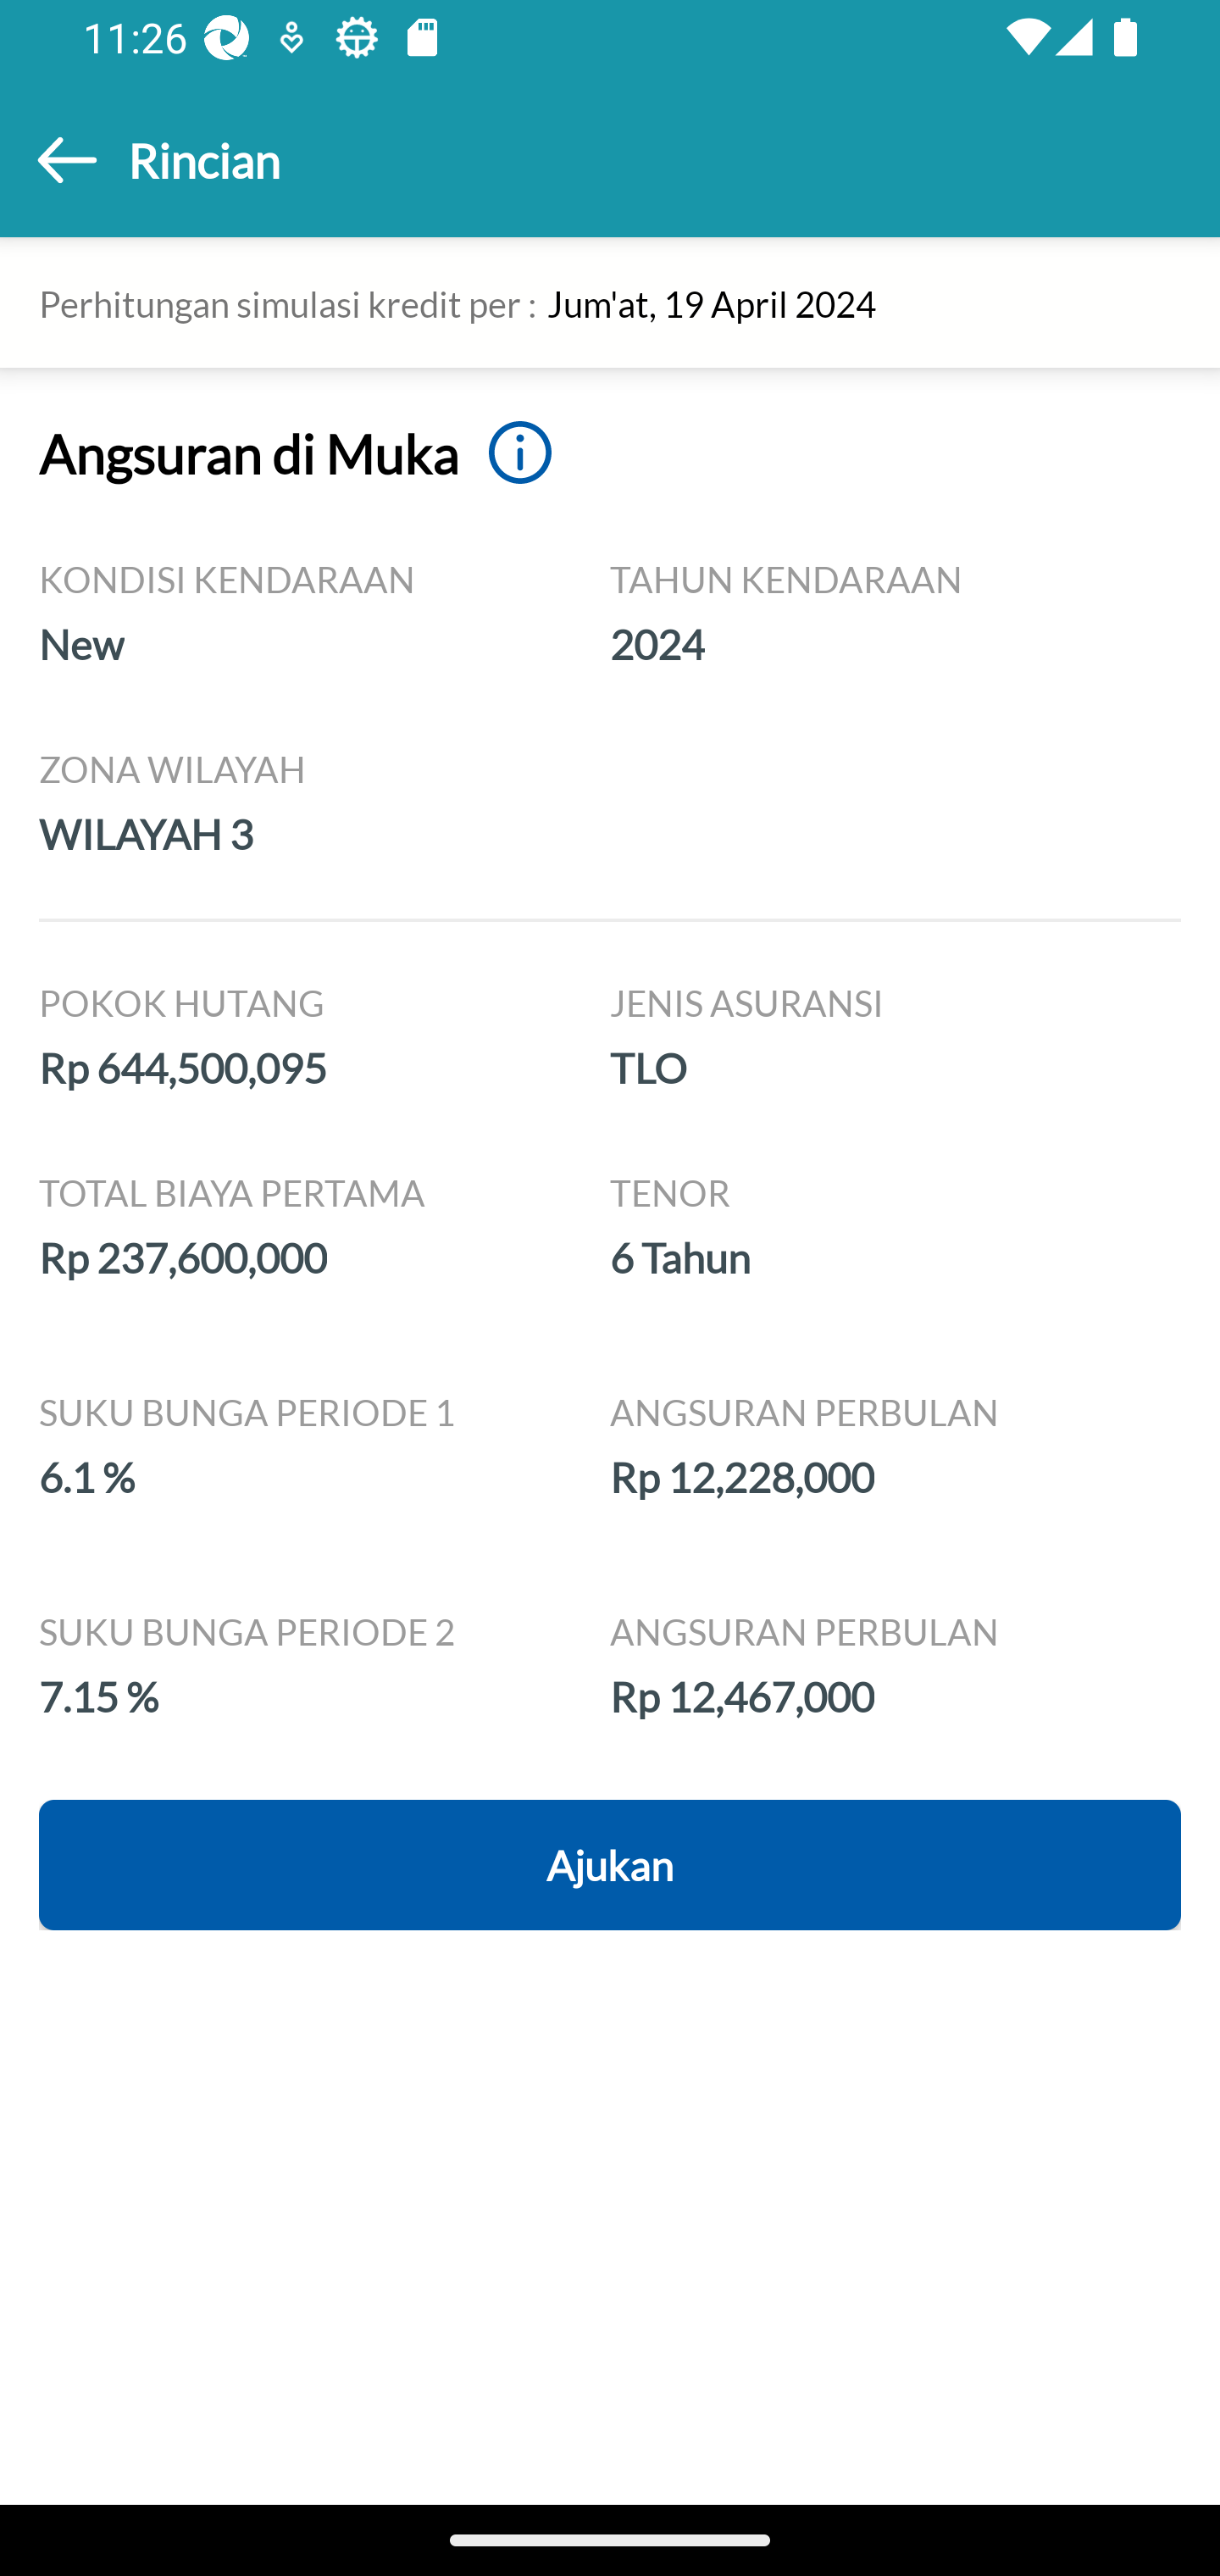 11:26
Rincian
Perhitungan simulasi kredit per : Jum'at, 19 April 2024
Angsuran di Muka
KONDISI KENDARAAN
New
TAHUN KENDARAAN
2024
ZONA WILAYAH
WILAYAH 3
POKOK HUTANG
Rp 644,500,095
JENIS ASURANSI
TLO
TOTAL BIAYA PERTAMA
Rp 237,600,000
TENOR
6 Tahun
SUKU BUNGA PERIODE 1
6.1 %
ANGSURAN PERBULAN
Rp 12,228,000
SUKU BUNGA PERIODE 2
7.15 %
ANGSURAN PERBULAN
Rp 12,467,000
Ajukan